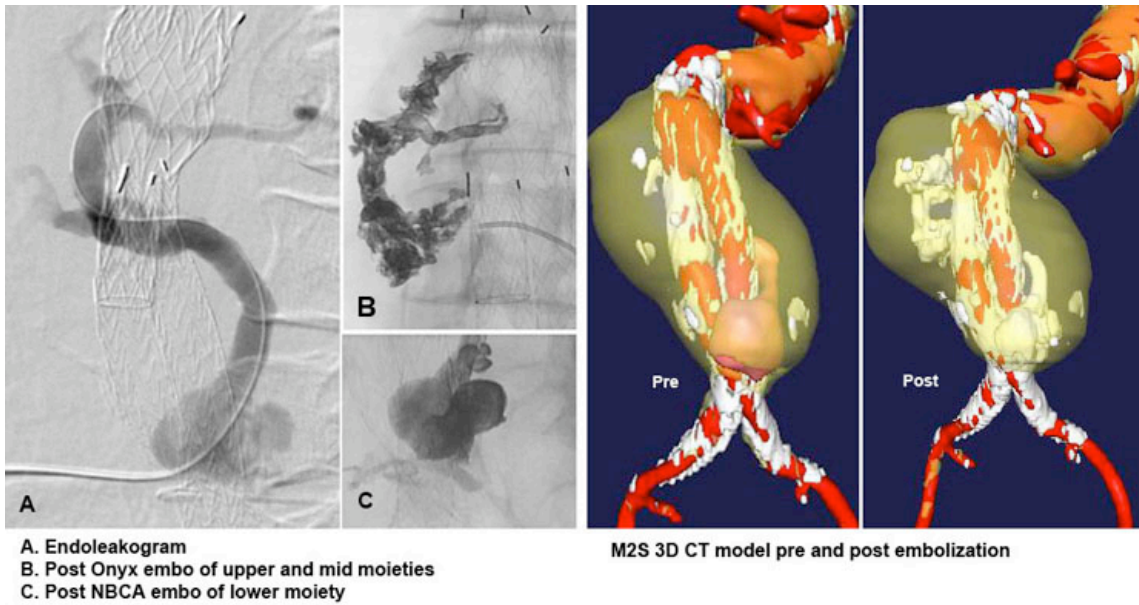 A
B
C
Pre
Post
A. Endoleakogram
B. Post Onyx embo of upper and mid moieties
C. Post NBCA embo of lower moiety
M2S 3D CT model pre and post embolization